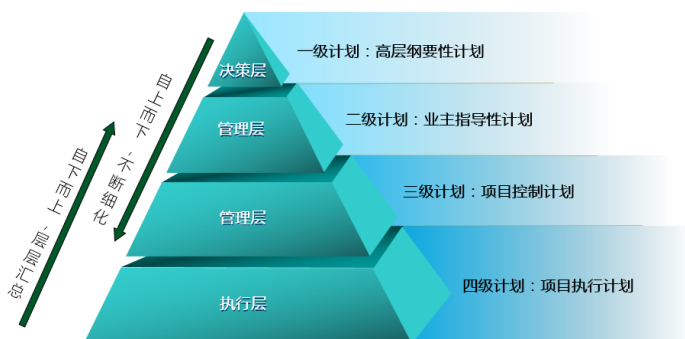 决策层
一级计划：高层纲要性计划
管理层
二级计划：业主指导性计划
管理层
三级计划：项目控制计划
执行层
四级计划：项目执行计划
自上而下，不断细化
自下而上，层层汇总